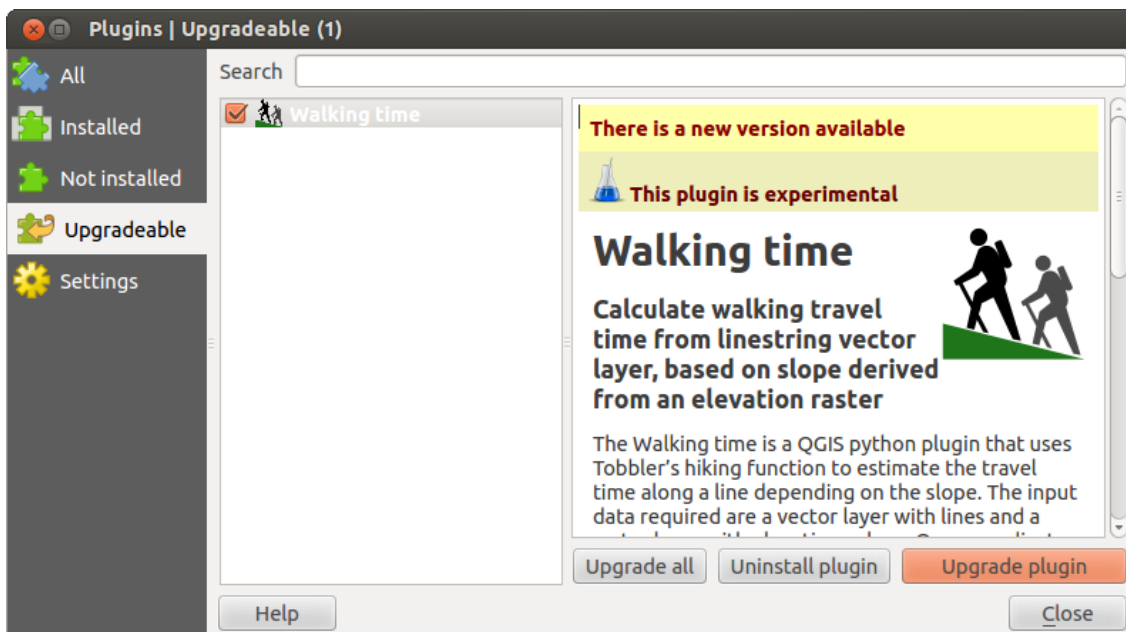 Plugins | Upgradeable (1)
All
Installed
Not installed
Upgradeable
Settings
Search
Walking time
There is a new version available
This plugin is experimental
Walking time
Calculate walking travel
time from linestring vector
layer, based on slope derived
from an elevation raster
The Walking time is a QGIS python plugin that uses
Tobbler's hiking function to estimate the travel
time along a line depending on the slope. The input
data required are a vector layer with lines and a
Upgrade all
Uninstall plugin
Upgrade plugin
Help
Close